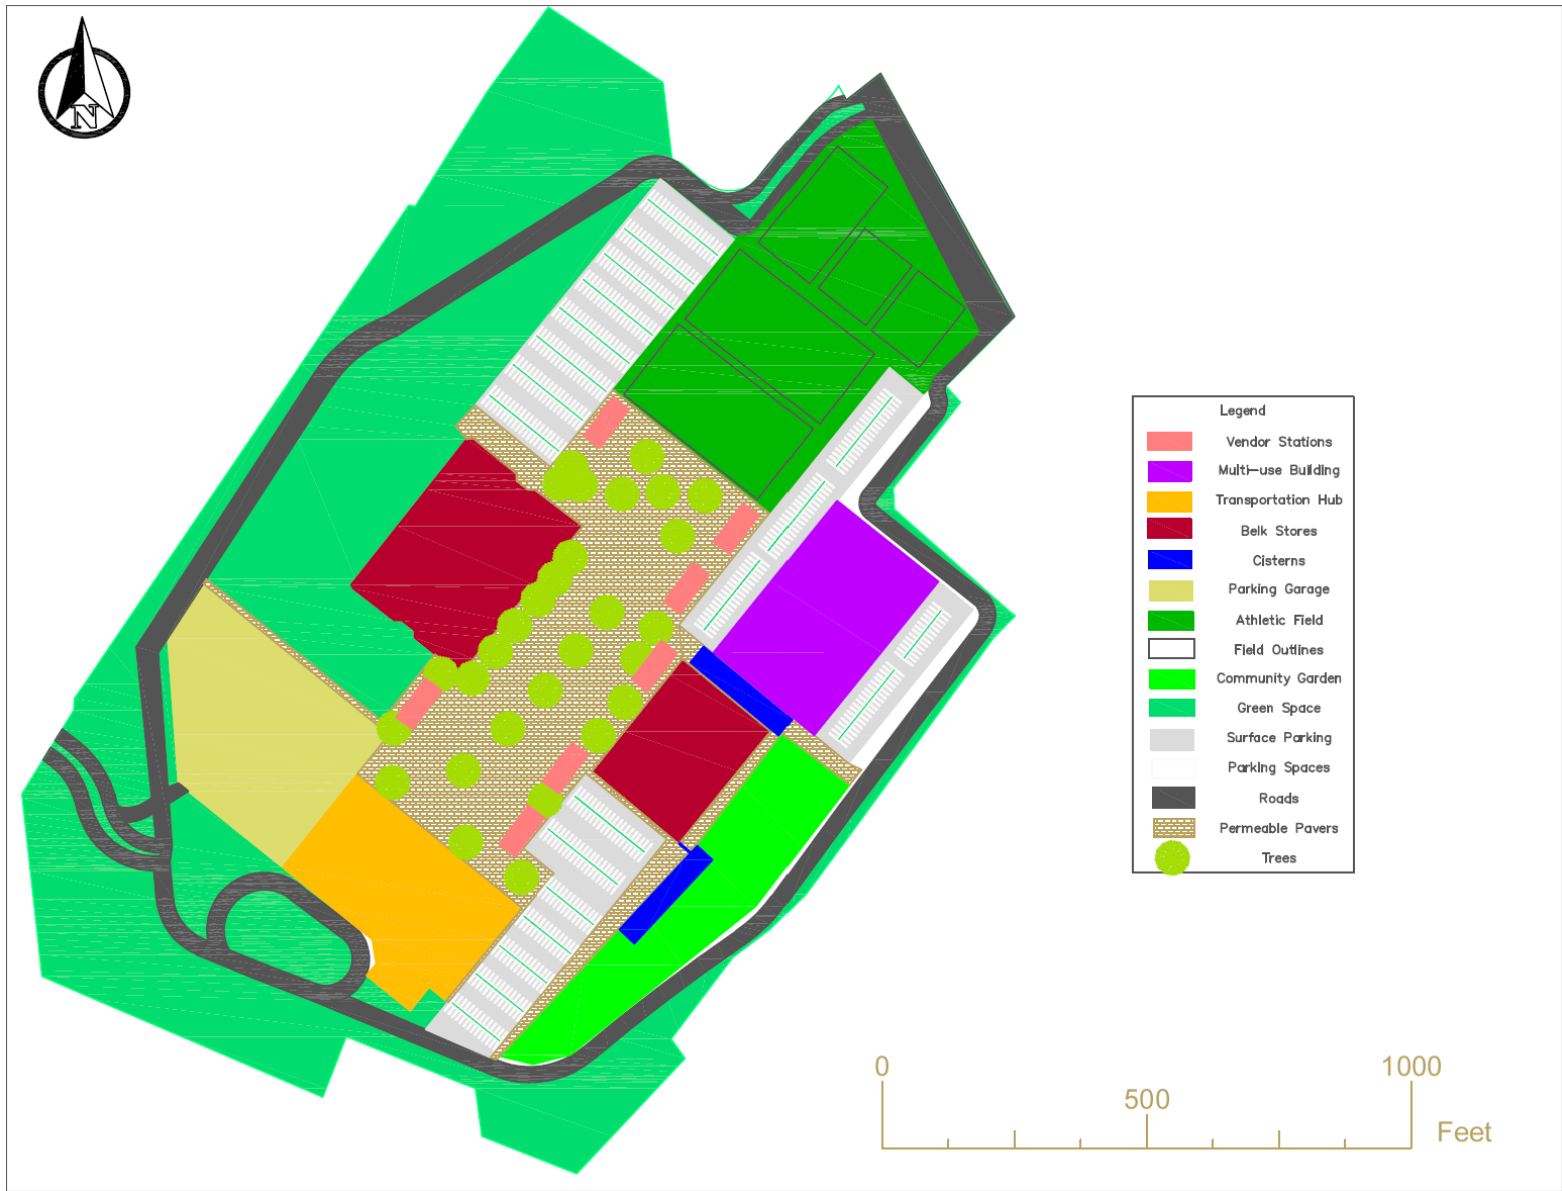 N
Legend
Vendor Stations
Multi-use Building
Transportation Hub
Belk Stores
Cisterns
Parking Garage
Athletic Field
Field Outlines
Community Garden
Green Space
Surface Parking
Parking Spaces
Roads
Permeable Pavers
Trees
0
500
1000
Feet